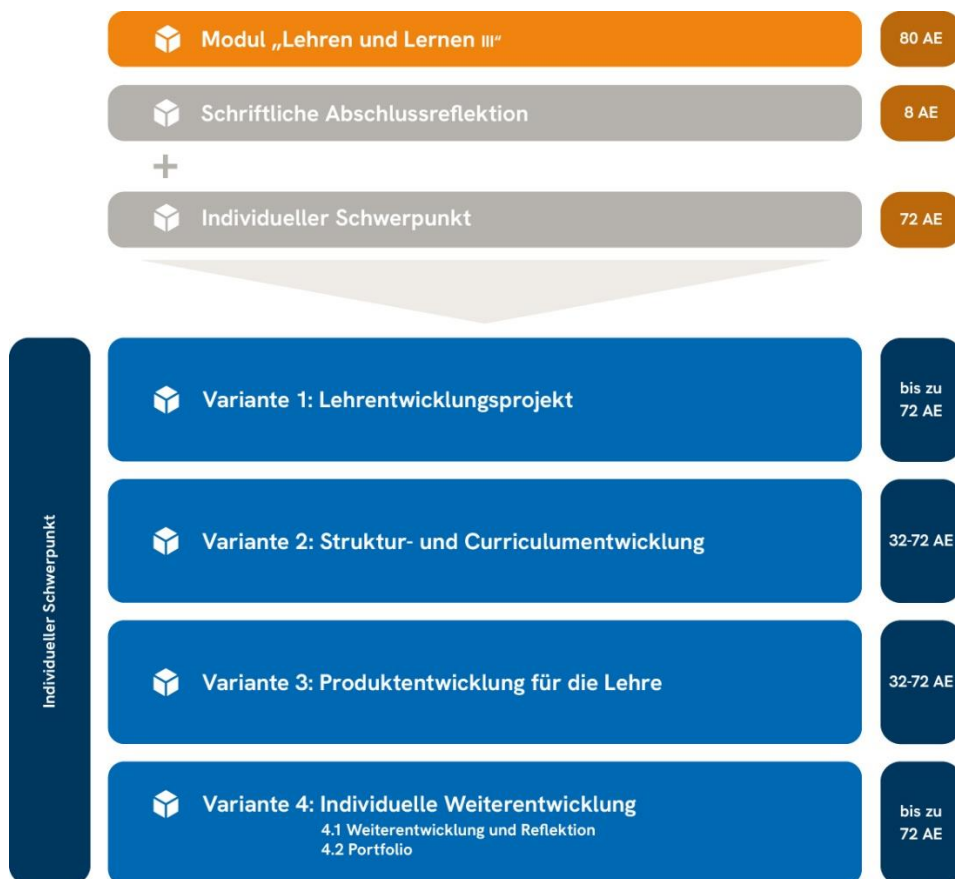 Modul „Lehren und Lernen III“
80 AE
Schriftliche Abschlussreflektion
8 AE
+
Individueller Schwerpunkt
72 AE
Individueller Schwerpunkt
Variante 1: Lehrentwicklungsprojekt
bis zu
72 AE
Variante 2: Struktur- und Curriculumentwicklung
32-72 AE
Variante 3: Produktentwicklung für die Lehre
32-72 AE
Variante 4: Individuelle Weiterentwicklung
4.1 Weiterentwicklung und Reflektion
4.2 Portfolio
bis zu
72 AE